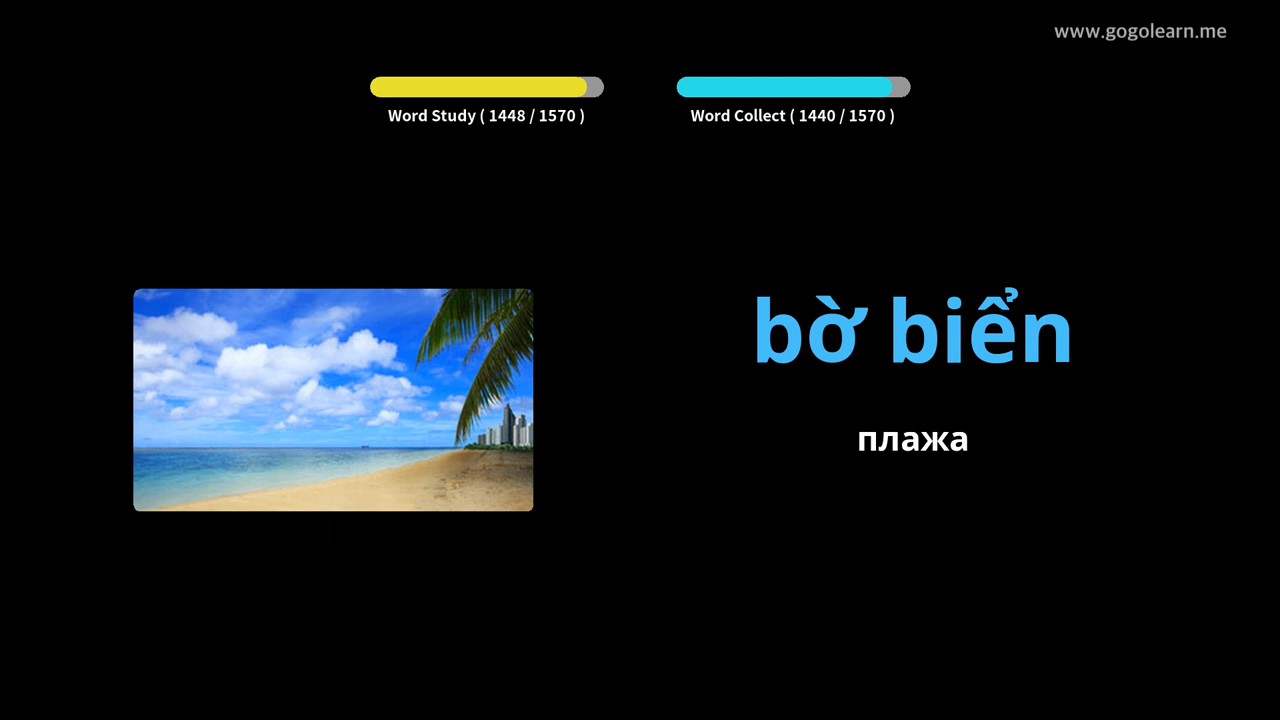 www.gogolearn.me
Word Study ( 1448 / 1570 )
Word Collect ( 1440 / 1570 )
bờ biển
плажа